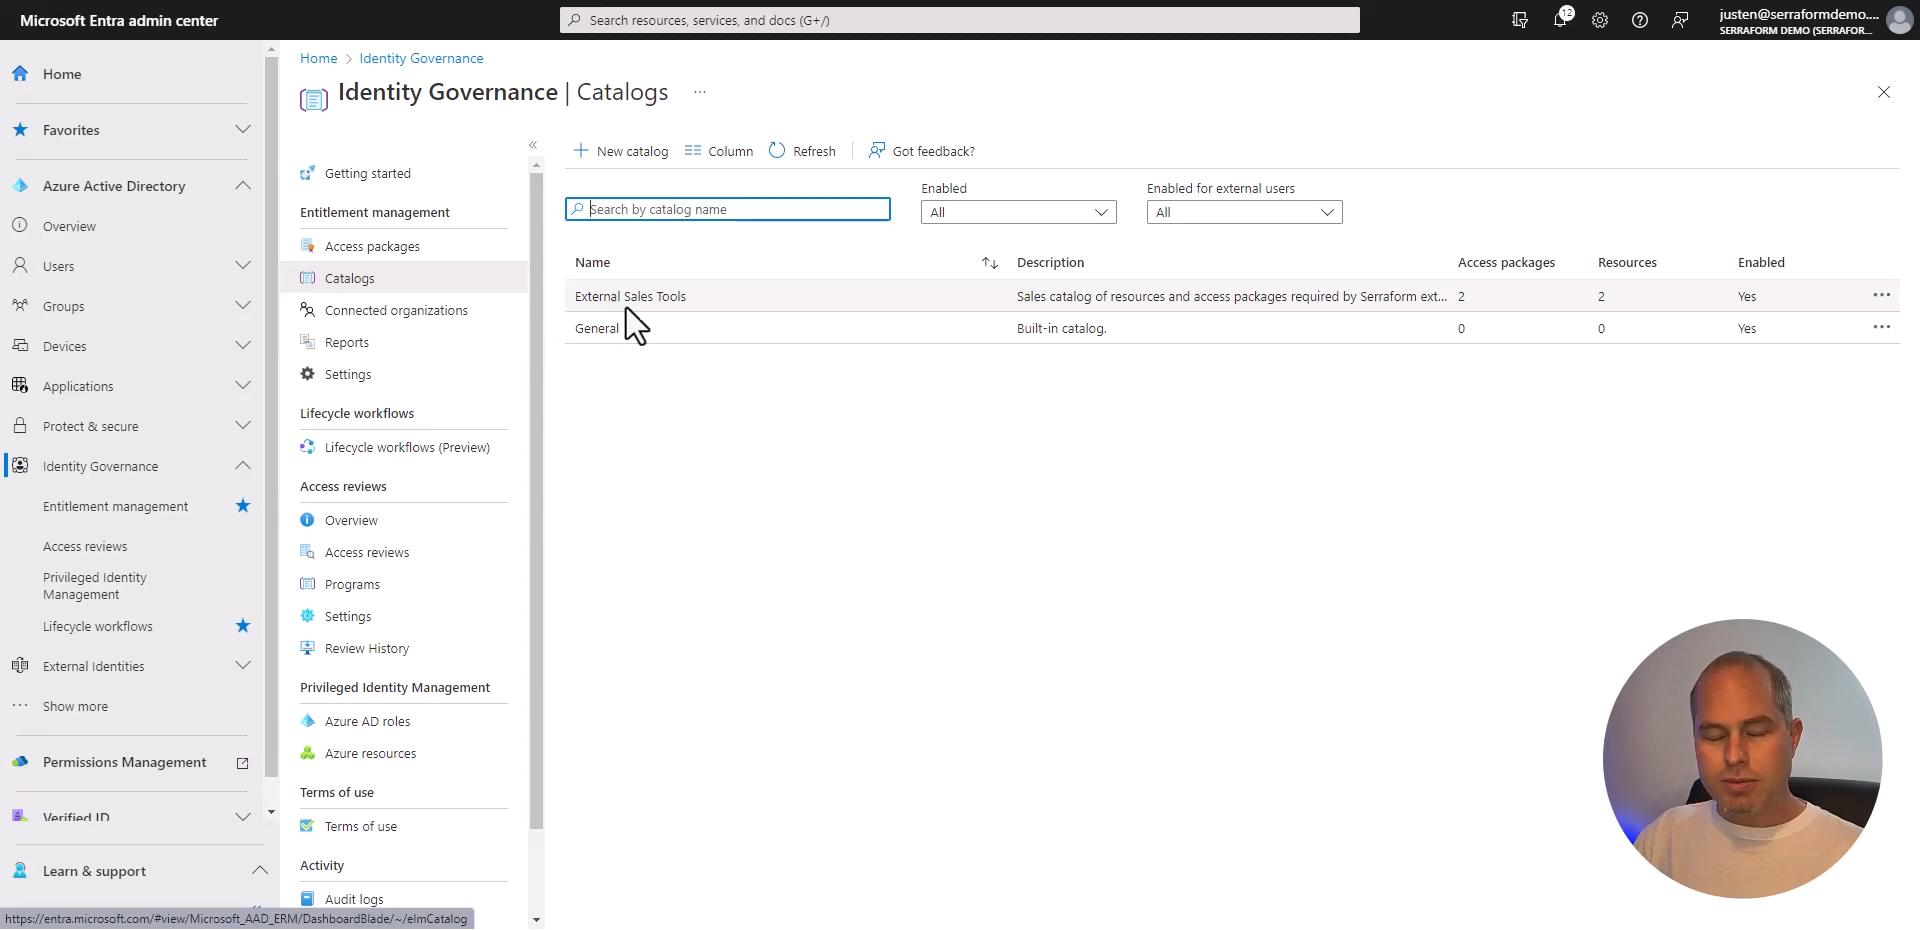 Microsoft Entra admin center
Search resources, services, and docs (G+/)
12
justen@serraformdemo....
SERRAFORM DEMO (SERRAFOR...
Home
Favorites
Azure Active Directory
Overview
Users
Groups
Devices
Applications
Protect & secure
Identity Governance
Entitlement management
Access reviews
Privileged Identity
Management
Lifecycle workflows
External Identities
Show more
Permissions Management
Verified ID
Learn & support
https://entra.microsoft.com/#view/Microsoft_AAD_ERM/DashboardBlade/~/elmCatalog
Home > Identity Governance
Identity Governance | Catalogs ...
Getting started
Entitlement management
Access packages
Catalogs
Connected organizations
Reports
Settings
Lifecycle workflows
Lifecycle workflows (Preview)
Access reviews
Overview
Access reviews
Programs
Settings
Review History
Privileged Identity Management
Azure AD roles
Azure resources
Terms of use
Terms of use
Activity
Audit logs
New catalog Column Refresh Got feedback?
Enabled Enabled for external users
Search by catalog name All All
Name Description Access packages Resources Enabled
External Sales Tools Sales catalog of resources and access packages required by Serraform ext... 2 2 Yes
General Built-in catalog. 0 0 Yes